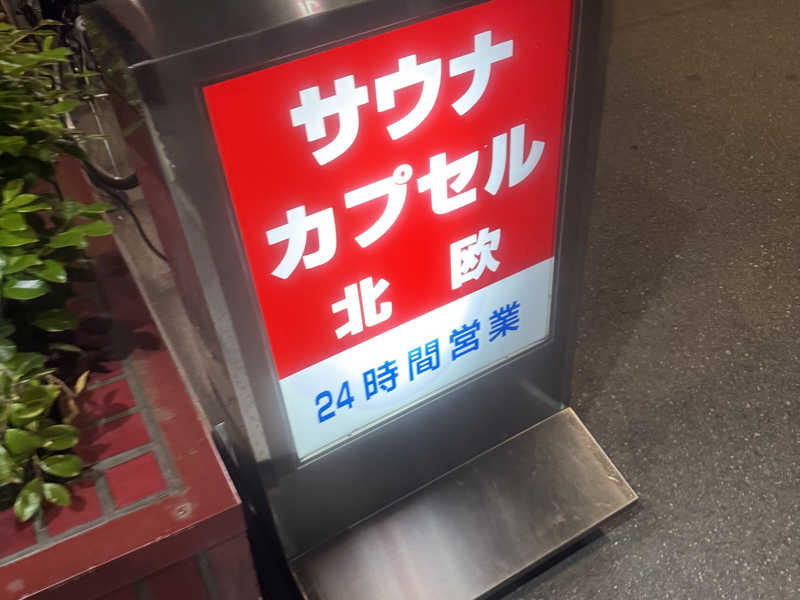 サウナ
カプセル
北欧
24時間営業